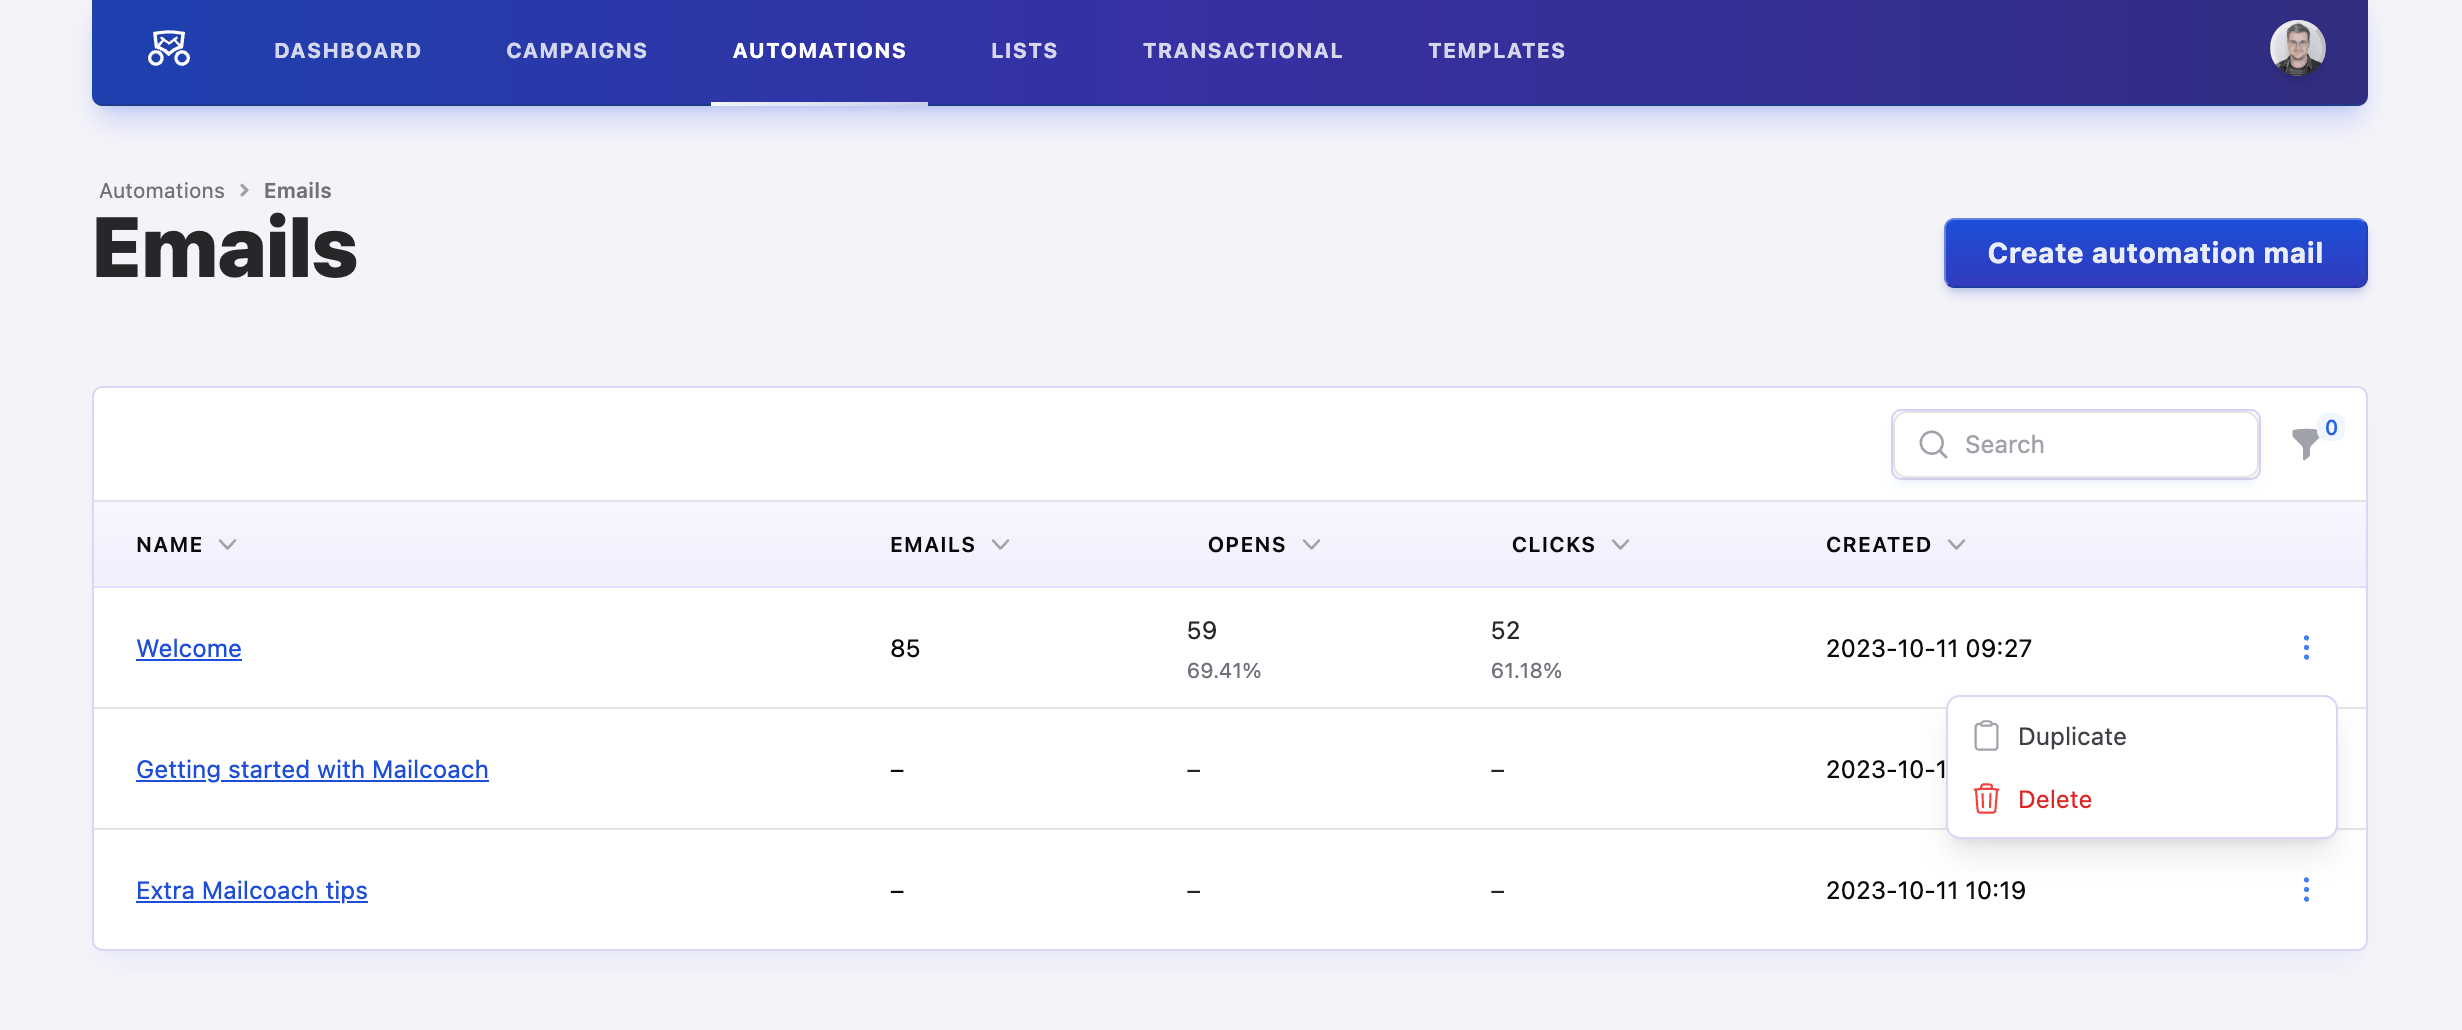 DASHBOARD CAMPAIGNS AUTOMATIONS LISTS TRANSACTIONAL TEMPLATES
Automations Emails
Emails
Create automation mail
Search 0
NAME EMAILS OPENS CLICKS CREATED
Welcome 85 59 52 2023-10-11 09:27
69.41% 61.18%
Duplicate
Getting started with Mailcoach – – – 2023-10-1
Delete
Extra Mailcoach tips – – – 2023-10-11 10:19